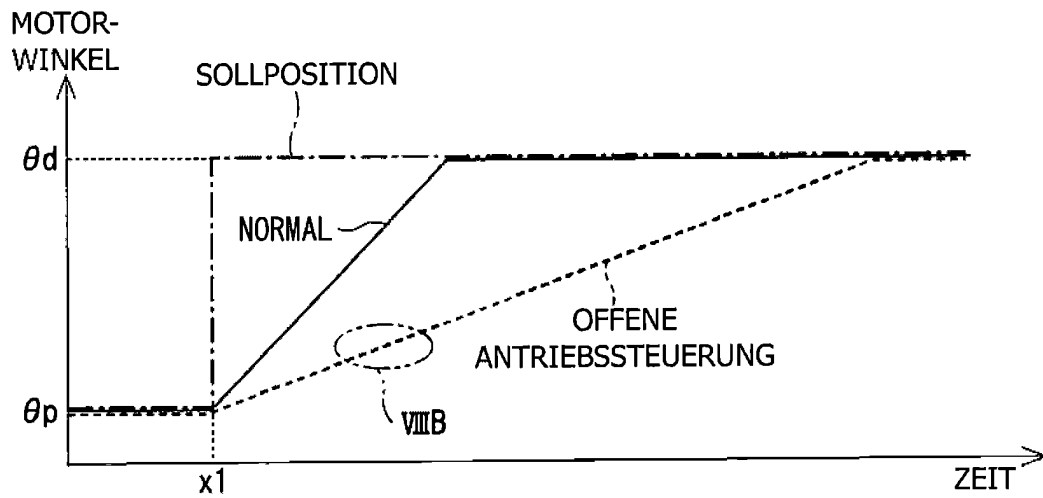 MOTOR-
WINKEL
SOLLPOSITION
θd
NORMAL
OFFENE
ANTRIEBSSTEUERUNG
θp
VIIIB
x1
ZEIT